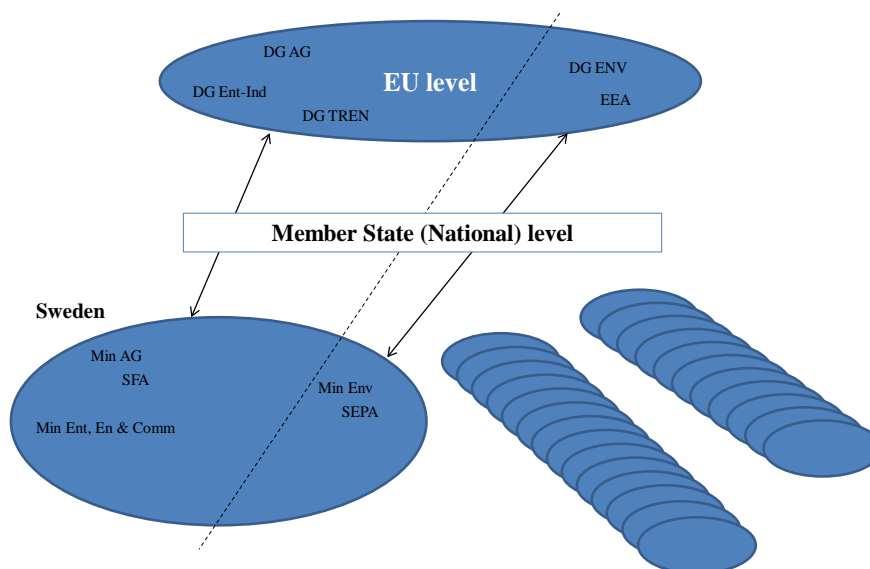 DG AG
EU level
DG ENV
DG Ent-Ind
EEA
DG TREN
Member State (National) level
Sweden
Min AG
SFA
Min Env
SEPA
Min Ent, En & Comm